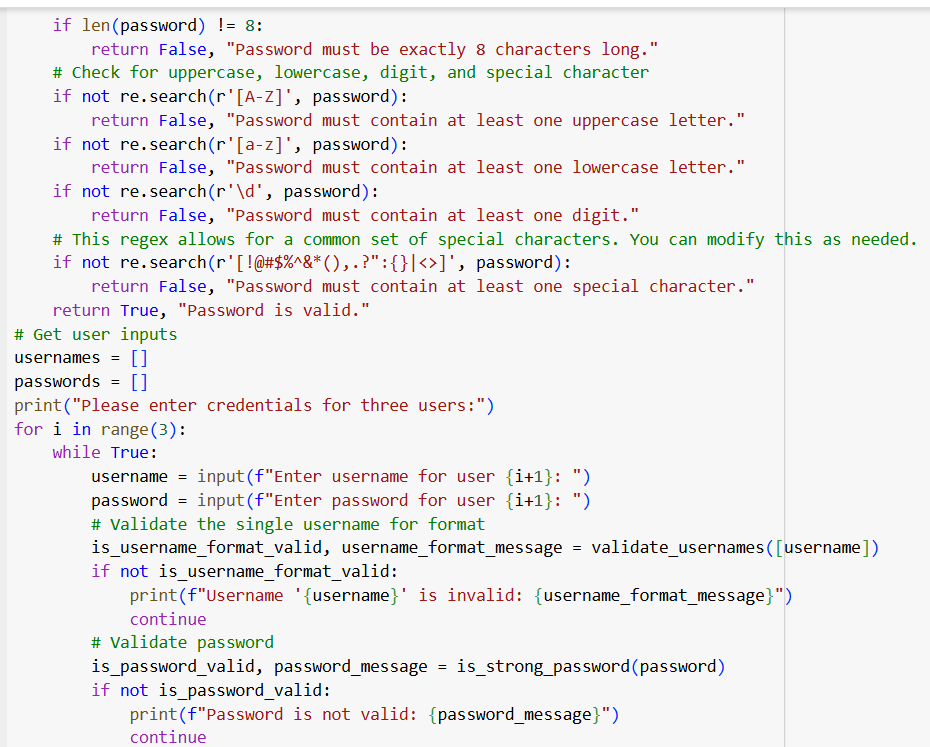 if len(password) != 8:
        return False, "Password must be exactly 8 characters long."
    # Check for uppercase, lowercase, digit, and special character
    if not re.search(r'[A-Z]', password):
        return False, "Password must contain at least one uppercase letter."
    if not re.search(r'[a-z]', password):
        return False, "Password must contain at least one lowercase letter."
    if not re.search(r'\d', password):
        return False, "Password must contain at least one digit."
    # This regex allows for a common set of special characters. You can modify this as needed.
    if not re.search(r'[!@#$%^&*(),.?":{}|<>]', password):
        return False, "Password must contain at least one special character."
    return True, "Password is valid."
# Get user inputs
usernames = []
passwords = []
print("Please enter credentials for three users:")
for i in range(3):
    while True:
        username = input(f"Enter username for user {i+1}: ")
        password = input(f"Enter password for user {i+1}: ")
        # Validate the single username for format
        is_username_format_valid, username_format_message = validate_usernames([username])
        if not is_username_format_valid:
            print(f"Username '{username}' is invalid: {username_format_message}")
            continue
        # Validate password
        is_password_valid, password_message = is_strong_password(password)
        if not is_password_valid:
            print(f"Password is not valid: {password_message}")
            continue